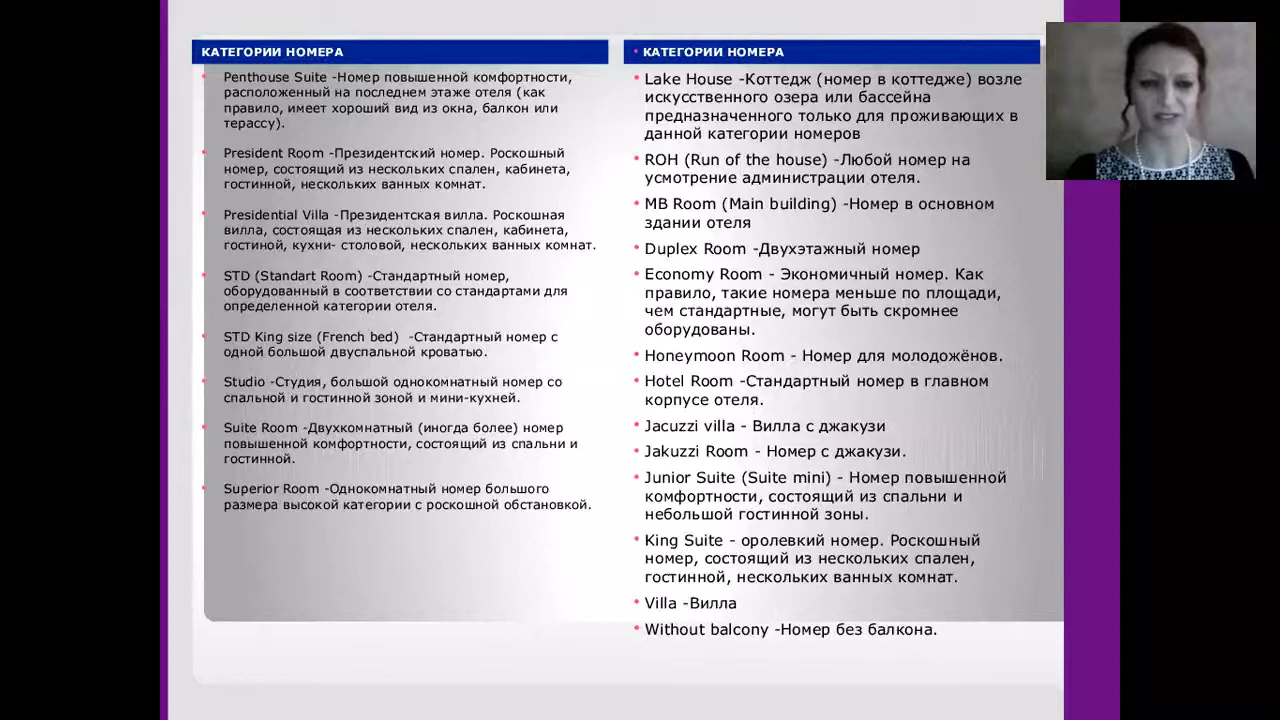 КАТЕГОРИИ НОМЕРА
Penthouse Suite -Номер повышенной комфортности,
расположенный на последнем этаже отеля (как
правило, имеет хороший вид из окна, балкон или
терассу).
President Room -Президентский номер. Роскошный
номер, состоящий из нескольких спален, кабинета,
гостинной, нескольких ванных комнат.
Presidential Villa -Президентская вилла. Роскошная
вилла, состоящая из нескольких спален, кабинета,
гостиной, кухни- столовой, нескольких ванных комнат.
STD (Standart Room) -Стандартный номер,
оборудованный в соответствии со стандартами для
определенной категории отеля.
STD King size (French bed) -Стандартный номер с
одной большой двуспальной кроватью.
Studio -Студия, большой однокомнатный номер со
спальной и гостинной зоной и мини-кухней.
Suite Room -Двухкомнатный (иногда более) номер
повышенной комфортности, состоящий из спальни и
гостинной.
Superior Room -Однокомнатный номер большого
размера высокой категории с роскошной обстановкой.
КАТЕГОРИИ НОМЕРА
Lake House -Коттедж (номер в коттедже) возле
искусственного озера или бассейна
предназначенного только для проживающих в
данной категории номеров
ROH (Run of the house) -Любой номер на
усмотрение администрации отеля.
MB Room (Main building) -Номер в основном
здании отеля
Duplex Room -Двухэтажный номер
Economy Room - Экономичный номер. Как
правило, такие номера меньше по площади,
чем стандартные, могут быть скромнее
оборудованы.
Honeymoon Room - Номер для молодожёнов.
Hotel Room -Стандартный номер в главном
корпусе отеля.
Jacuzzi villa - Вилла с джакузи
Jakuzzi Room - Номер с джакузи.
Junior Suite (Suite mini) - Номер повышенной
комфортности, состоящий из спальни и
небольшой гостинной зоны.
King Suite - оролевкий номер. Роскошный
номер, состоящий из нескольких спален,
гостинной, нескольких ванных комнат.
Villa -Вилла
Without balcony -Номер без балкона.